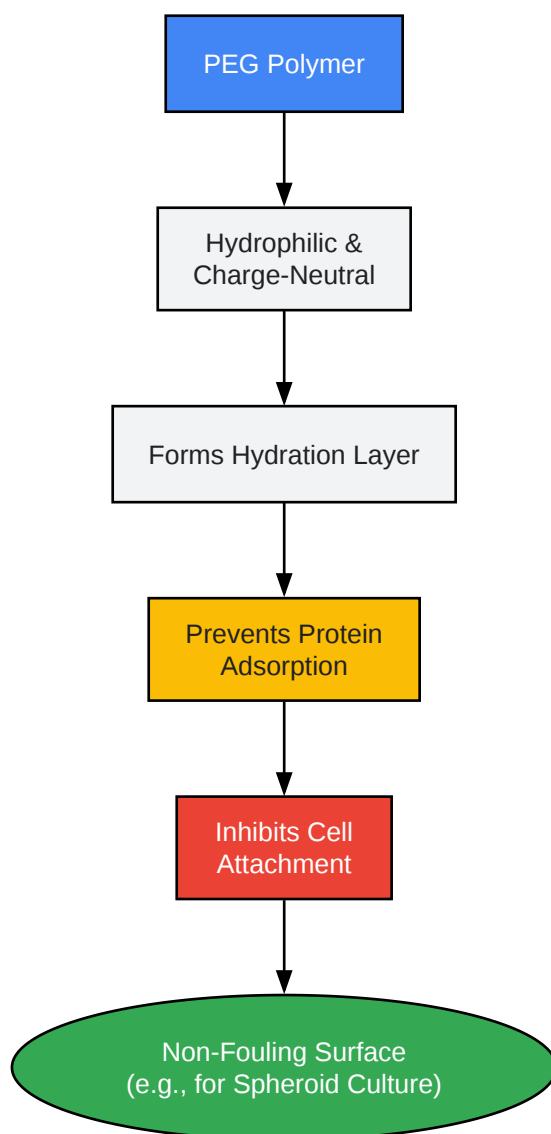 PEG Polymer
Hydrophilic &
Charge-Neutral
Forms Hydration Layer
Prevents Protein
Adsorption
Inhibits Cell
Attachment
Non-Fouling Surface
(e.g., for Spheroid Culture)